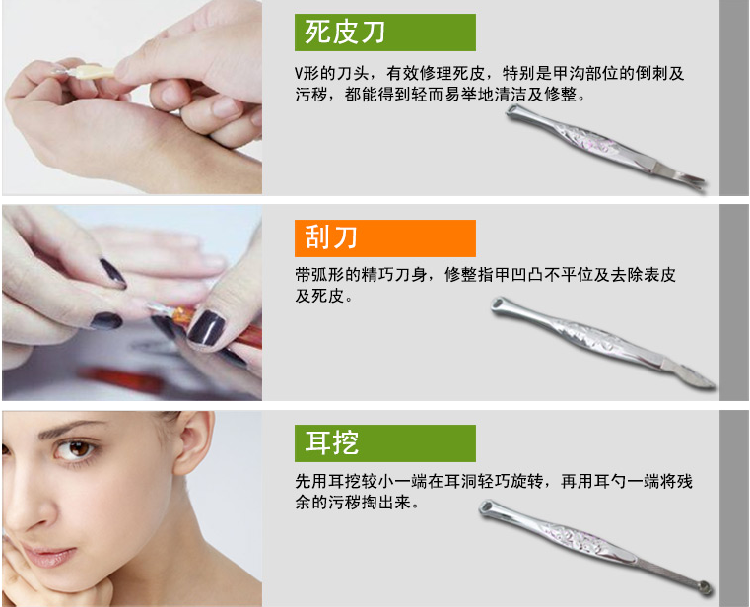 死皮刀
V形的刀头，有效修理死皮，特别是甲沟部位的倒刺及
污秽，都能得到轻而易举地清洁及修整。
刮刀
带弧形的精巧刀身，修整指甲凹凸不平位及去除表皮
及死皮。
耳挖
先用耳挖较小一端在耳洞轻巧旋转，再用耳勺一端将残
余的污秽掏出来。